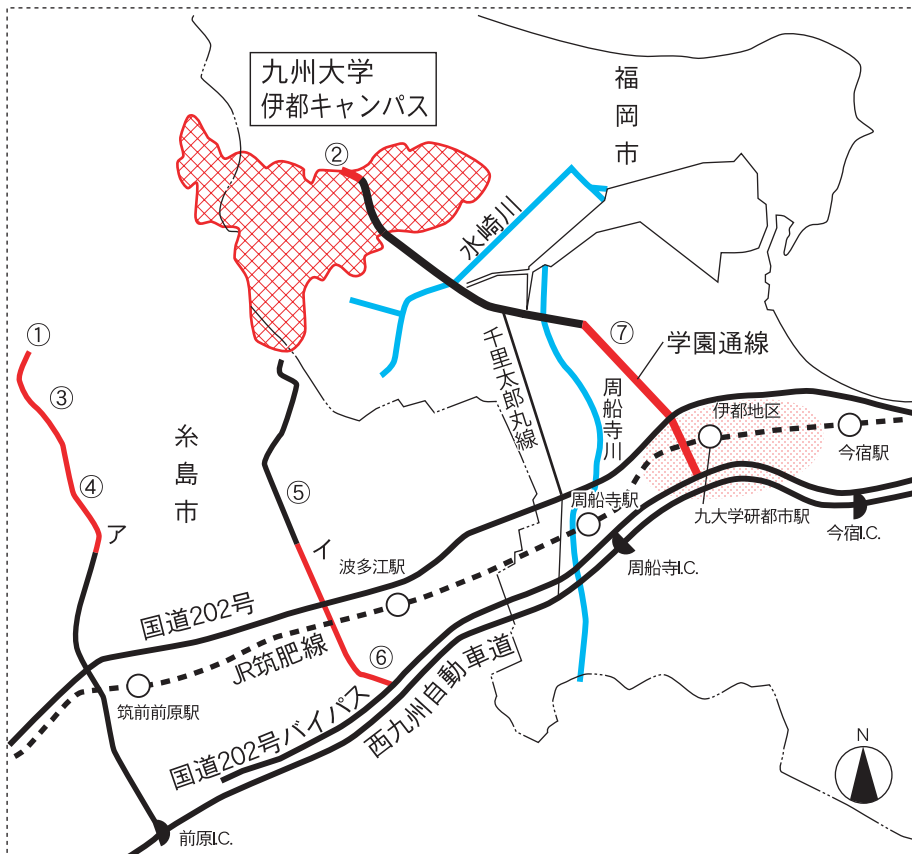 九州大学
伊都キャンパス
福岡市
②
水崎川
①
⑦
学園通線
③
千里太郎丸線
周船寺川
伊都地区
糸島市
今宿駅
④
⑤
周船寺駅
九大学研都市駅
ア
イ
今宿I.C.
波多江駅
周船寺I.C.
国道202号
JR筑肥線
⑥
西九州自動車道
筑前前原駅
国道202号バイパス
N
前原I.C.